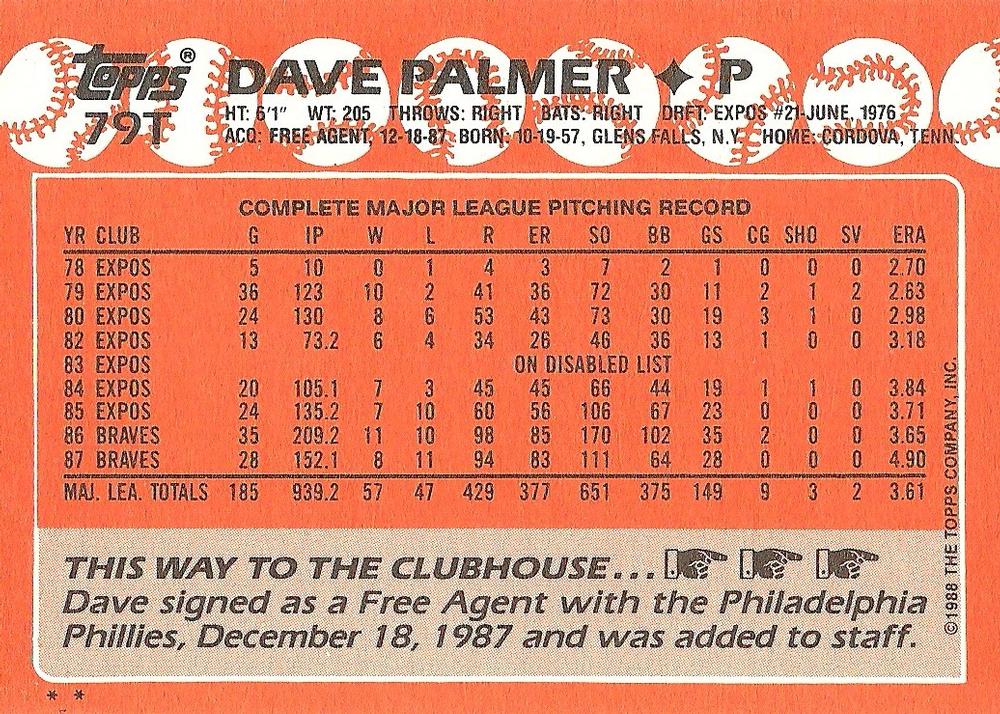 Topps®
79T
DAVE PALMER ♦ P
HT: 6'1" WT: 205 THROWS: RIGHT BATS: RIGHT DRFT: EXPOS #21-JUNE, 1976
ACQ: FREE AGENT, 12-18-87 BORN: 10-19-57, GLENS FALLS, N.Y. HOME: CORDOVA, TENN.
COMPLETE MAJOR LEAGUE PITCHING RECORD
YR CLUB G IP W L R ER SO BB GS CG SHO SV ERA
78 EXPOS 5 10 0 1 4 3 7 2 1 0 0 0 2.70
79 EXPOS 36 123 10 2 41 36 72 30 11 2 1 2 2.63
80 EXPOS 24 130 8 6 53 43 73 30 19 3 1 0 2.98
82 EXPOS 13 73.2 6 4 34 26 46 36 13 1 0 0 3.18
83 EXPOS ON DISABLED LIST
84 EXPOS 20 105.1 7 3 45 45 66 44 19 1 1 0 3.84
85 EXPOS 24 135.2 7 10 60 56 106 67 23 0 0 0 3.71
86 BRAVES 35 209.2 11 10 98 85 170 102 35 2 0 0 3.65
87 BRAVES 28 152.1 8 11 94 83 111 64 28 0 0 0 4.90
MAJ. LEA. TOTALS 185 939.2 57 47 429 377 651 375 149 9 3 2 3.61
THIS WAY TO THE CLUBHOUSE...
Dave signed as a Free Agent with the Philadelphia
Phillies, December 18, 1987 and was added to staff.
©1988 THE TOPPS COMPANY, INC.
* *